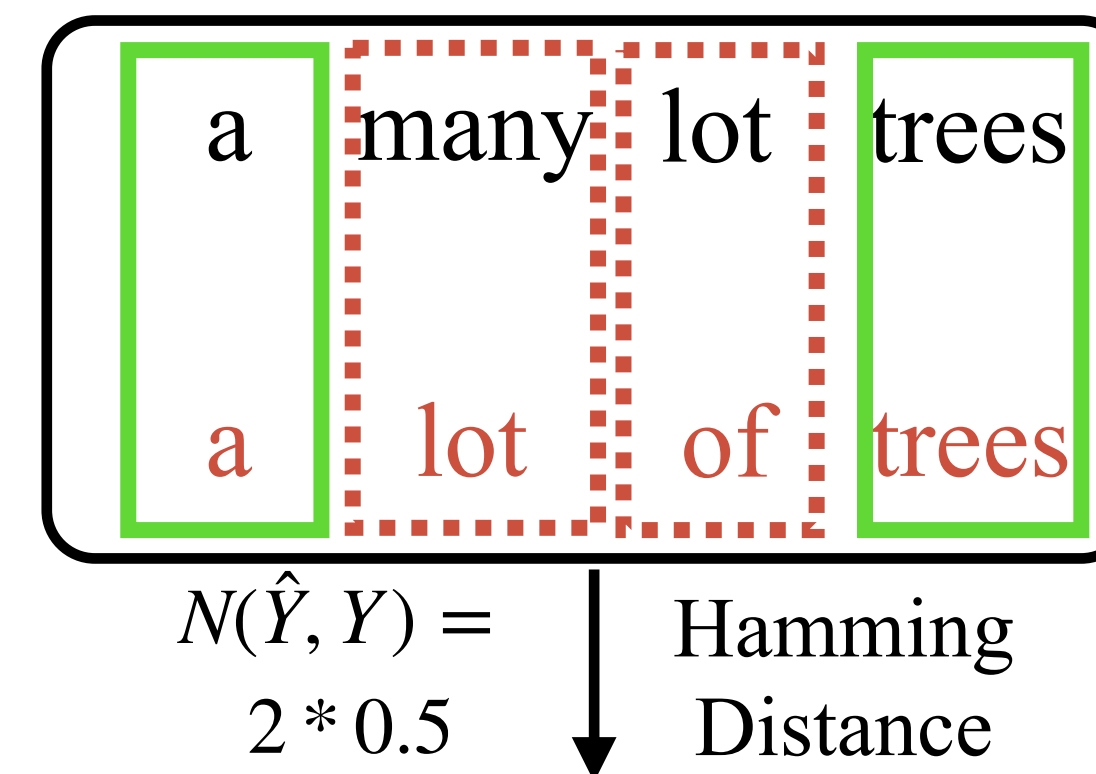 a many lot trees
a lot of trees
N(Ŷ, Y) =
2 * 0.5
Hamming
Distance